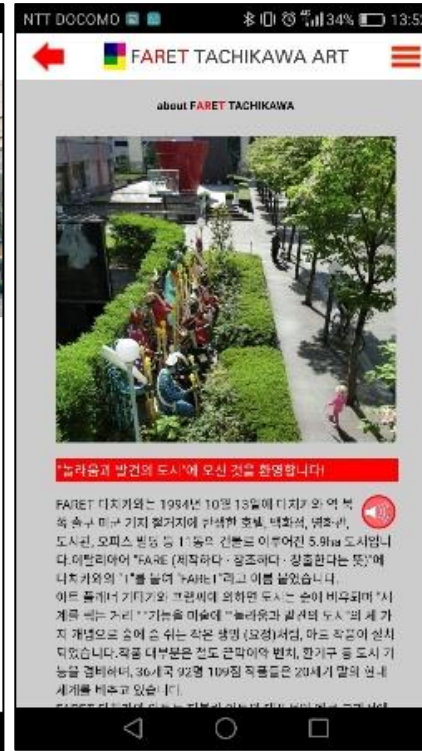 NTT DOCOMO 34% 13:52
FARET TACHIKAWA ART
about FARET TACHIKAWA
"놀라움과 발견의 도시"에 오신 것을 환영합니다!
FARET 다치카와는 1994년 10월 13일에 다치카와 역 북
쪽 출구 미군 기지 철거지에 탄생한 호텔, 백화점, 영화관,
도서관, 오피스 빌딩 등 11동의 건물로 이루어진 5.9ha 도시입니
다.이탈리아어 "FARE (제작하다 · 창조하다 · 창출한다는 뜻)"에
다치카와의 "T"를 붙여 "FARET"라고 이름 붙었습니다.
아트 플래너 기타가와 프램씨에 의하면 도시는 숲에 비유되며 "세
계를 찍는 거리" "기능을 미술에" "놀라움과 발견의 도시"의 세 가
지 개념으로 숲에 숨 쉬는 작은 생명 (요정)처럼, 아트 작품이 설치
되었습니다.작품 대부분은 철도 끝막이와 벤치, 환기구 등 도시 기
능을 겸비하며, 36개국 92명 109점 작품들은 20세기 말의 현대
세계를 비추고 있습니다.